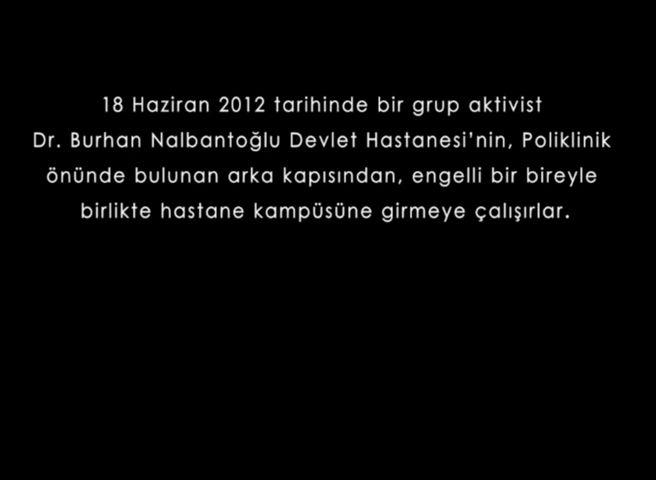 18 Haziran 2012 tarihinde bir grup aktivist
Dr. Burhan Nalbantoğlu Devlet Hastanesi'nin, Poliklinik
önünde bulunan arka kapısından, engelli bir bireyle
birlikte hastane kampüsüne girmeye çalışırlar.